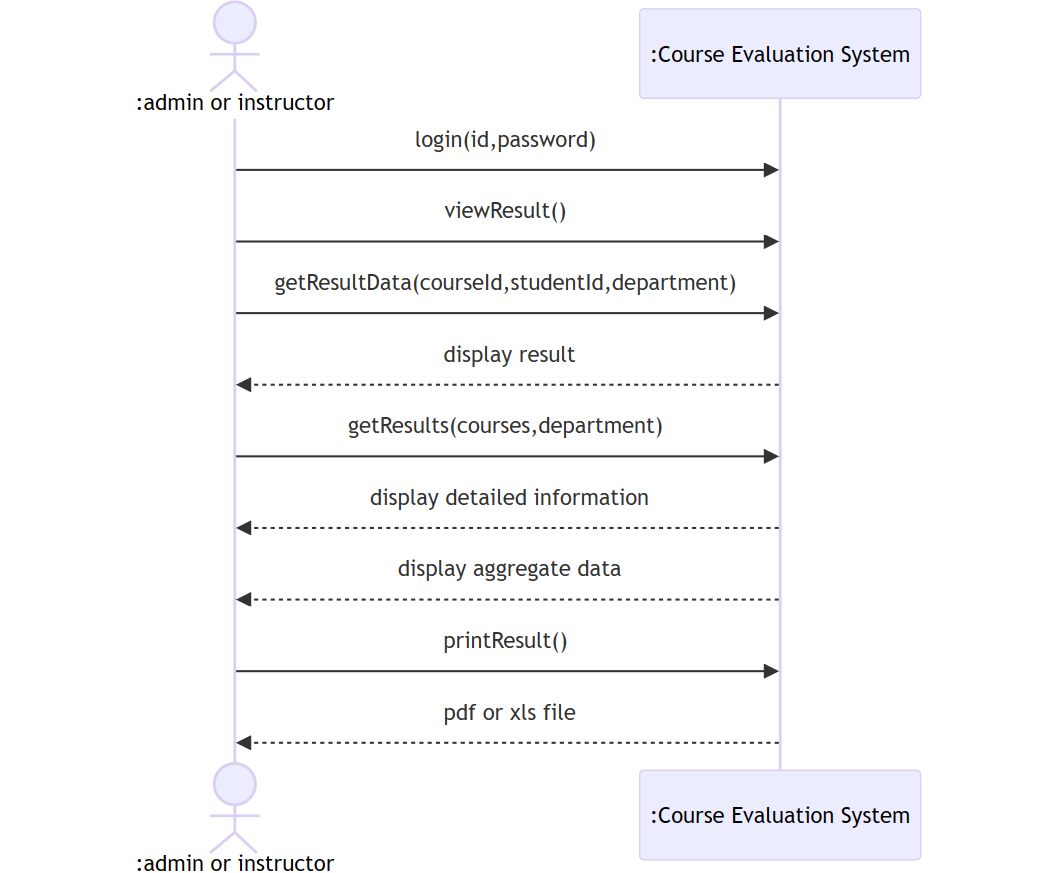 :admin or instructor
:Course Evaluation System
login(id,password)
viewResult()
getResultData(courseId,studentId,department)
display result
getResults(courses,department)
display detailed information
display aggregate data
printResult()
pdf or xls file
:admin or instructor
:Course Evaluation System